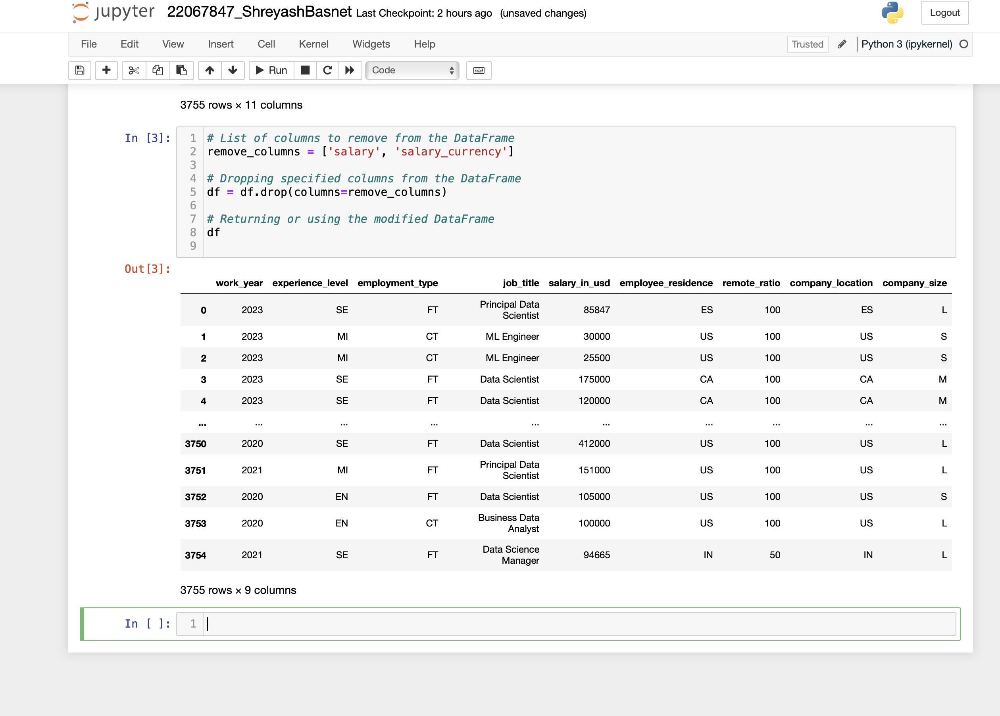 jupyter 22067847_ShreyashBasnet Last Checkpoint: 2 hours ago (unsaved changes) Logout
File Edit View Insert Cell Kernel Widgets Help Trusted Python 3 (ipykernel)
Run Code
3755 rows × 11 columns
In [3]:
1 # List of columns to remove from the DataFrame
2 remove_columns = ['salary', 'salary_currency']
3
4 # Dropping specified columns from the DataFrame
5 df = df.drop(columns=remove_columns)
6
7 # Returning or using the modified DataFrame
8 df
9
Out[3]:
work_year experience_level employment_type job_title salary_in_usd employee_residence remote_ratio company_location company_size
0 2023 SE FT Principal Data Scientist 85847 ES 100 ES L
1 2023 MI CT ML Engineer 30000 US 100 US S
2 2023 MI CT ML Engineer 25500 US 100 US S
3 2023 SE FT Data Scientist 175000 CA 100 CA M
4 2023 SE FT Data Scientist 120000 CA 100 CA M
... ... ... ... ... ... ... ... ... ...
3750 2020 SE FT Data Scientist 412000 US 100 US L
3751 2021 MI FT Principal Data Scientist 151000 US 100 US L
3752 2020 EN FT Data Scientist 105000 US 100 US S
3753 2020 EN CT Business Data Analyst 100000 US 100 US L
3754 2021 SE FT Data Science Manager 94665 IN 50 IN L
3755 rows × 9 columns
In [ ]: 1